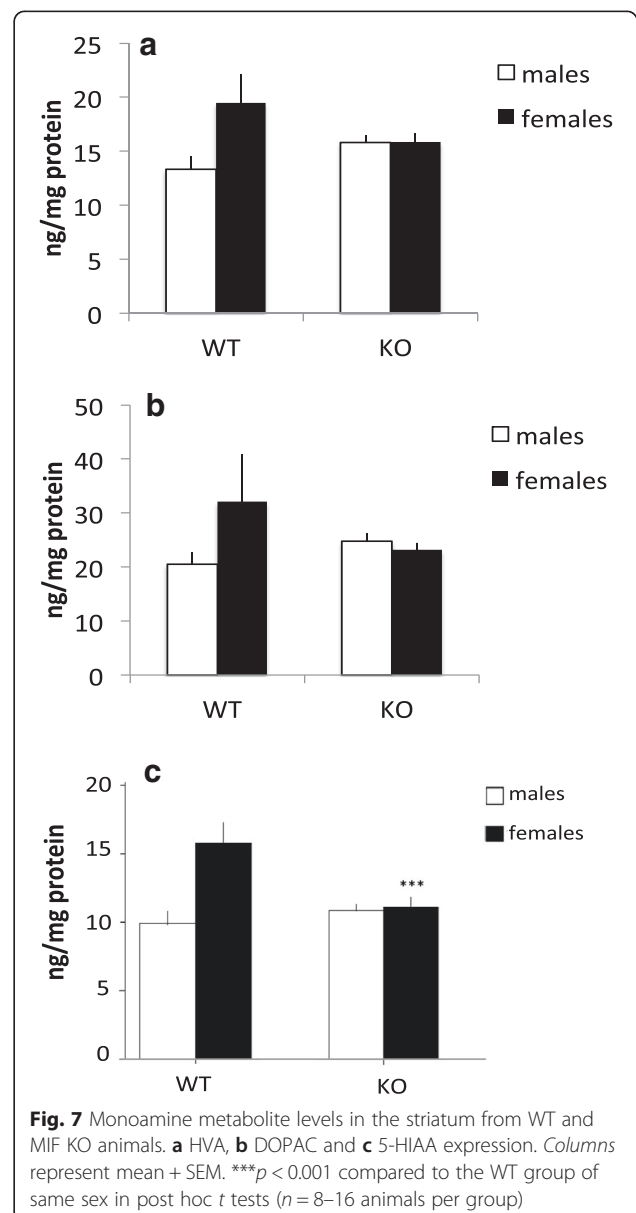 a
25
20
15
10
5
0
ng/mg protein
males
females
WT KO
b
50
40
30
20
10
0
ng/mg protein
males
females
WT KO
c
20
15
10
5
0
ng/mg protein
males
females
***
WT KO
Fig. 7 Monoamine metabolite levels in the striatum from WT and
MIF KO animals. a HVA, b DOPAC and c 5-HIAA expression. Columns
represent mean + SEM. ***p < 0.001 compared to the WT group of
same sex in post hoc t tests (n = 8–16 animals per group)